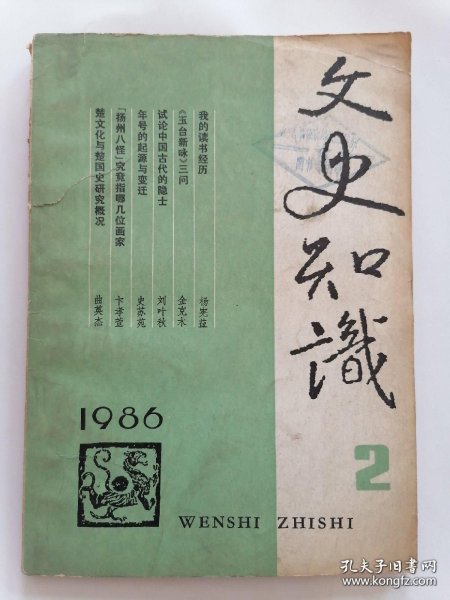 文史知識
我的读书经历 杨宪益
《玉台新咏》三问 金克木
试论中国古代的隐士 刘叶秋
年号的起源与变迁 史苏苑
「扬州八怪」究竟指哪几位画家 卞孝萱
楚文化与楚国史研究概况 曲英杰
1986
2
WENSHI ZHISHI
孔夫子旧书网
www.kongfz.com